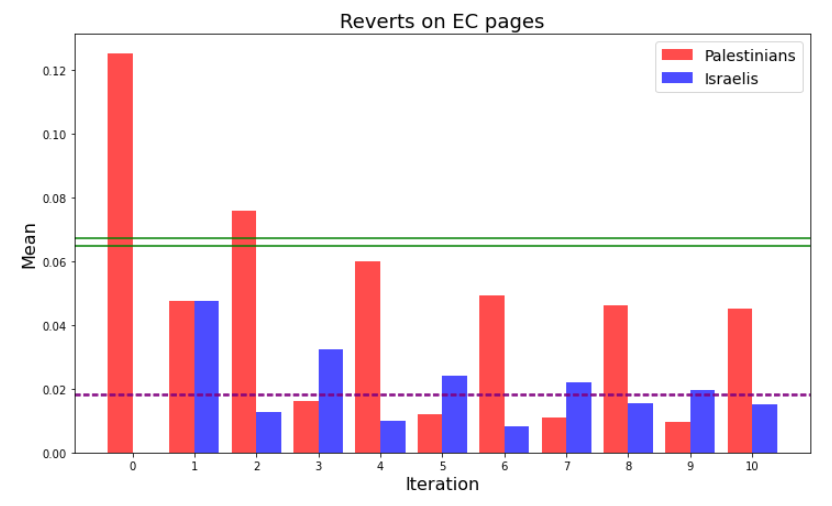 Reverts on EC pages
Palestinians
Israelis
0.12
0.10
0.08
0.06
0.04
0.02
0.00
Mean
0 1 2 3 4 5 6 7 8 9 10
Iteration